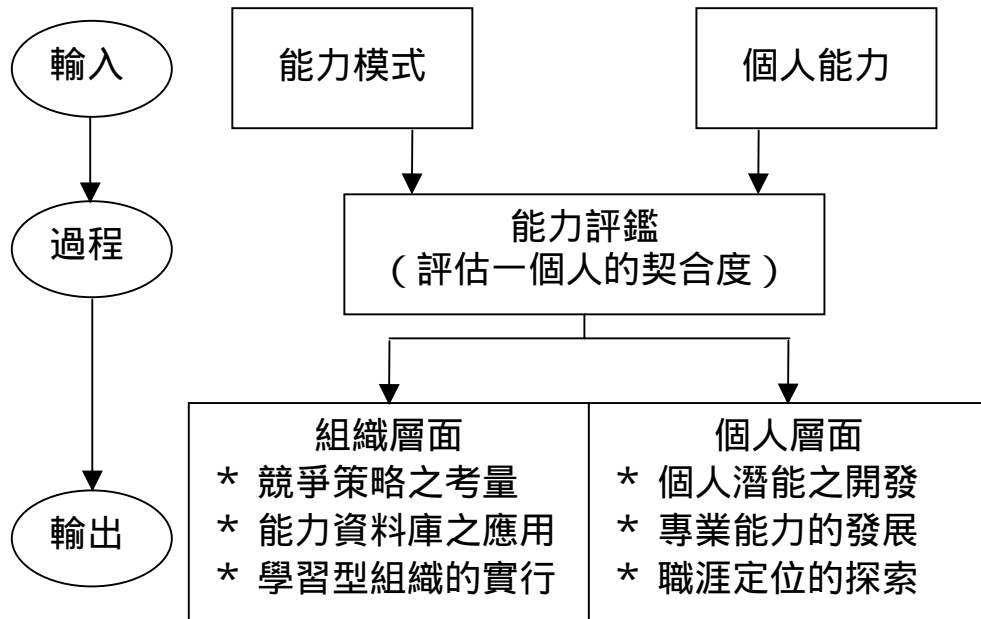 輸入
能力模式
個人能力
過程
能力評鑑
（評估一個人的契合度）
輸出
組織層面
* 競爭策略之考量
* 能力資料庫之應用
* 學習型組織的實行
個人層面
* 個人潛能之開發
* 專業能力的發展
* 職涯定位的探索